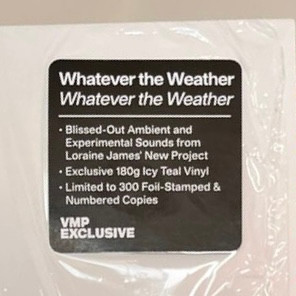 Whatever the Weather
Whatever the Weather
• Blissed-Out Ambient and
Experimental Sounds from
Loraine James' New Project
• Exclusive 180g Icy Teal Vinyl
• Limited to 300 Foil-Stamped &
Numbered Copies
VMP
EXCLUSIVE